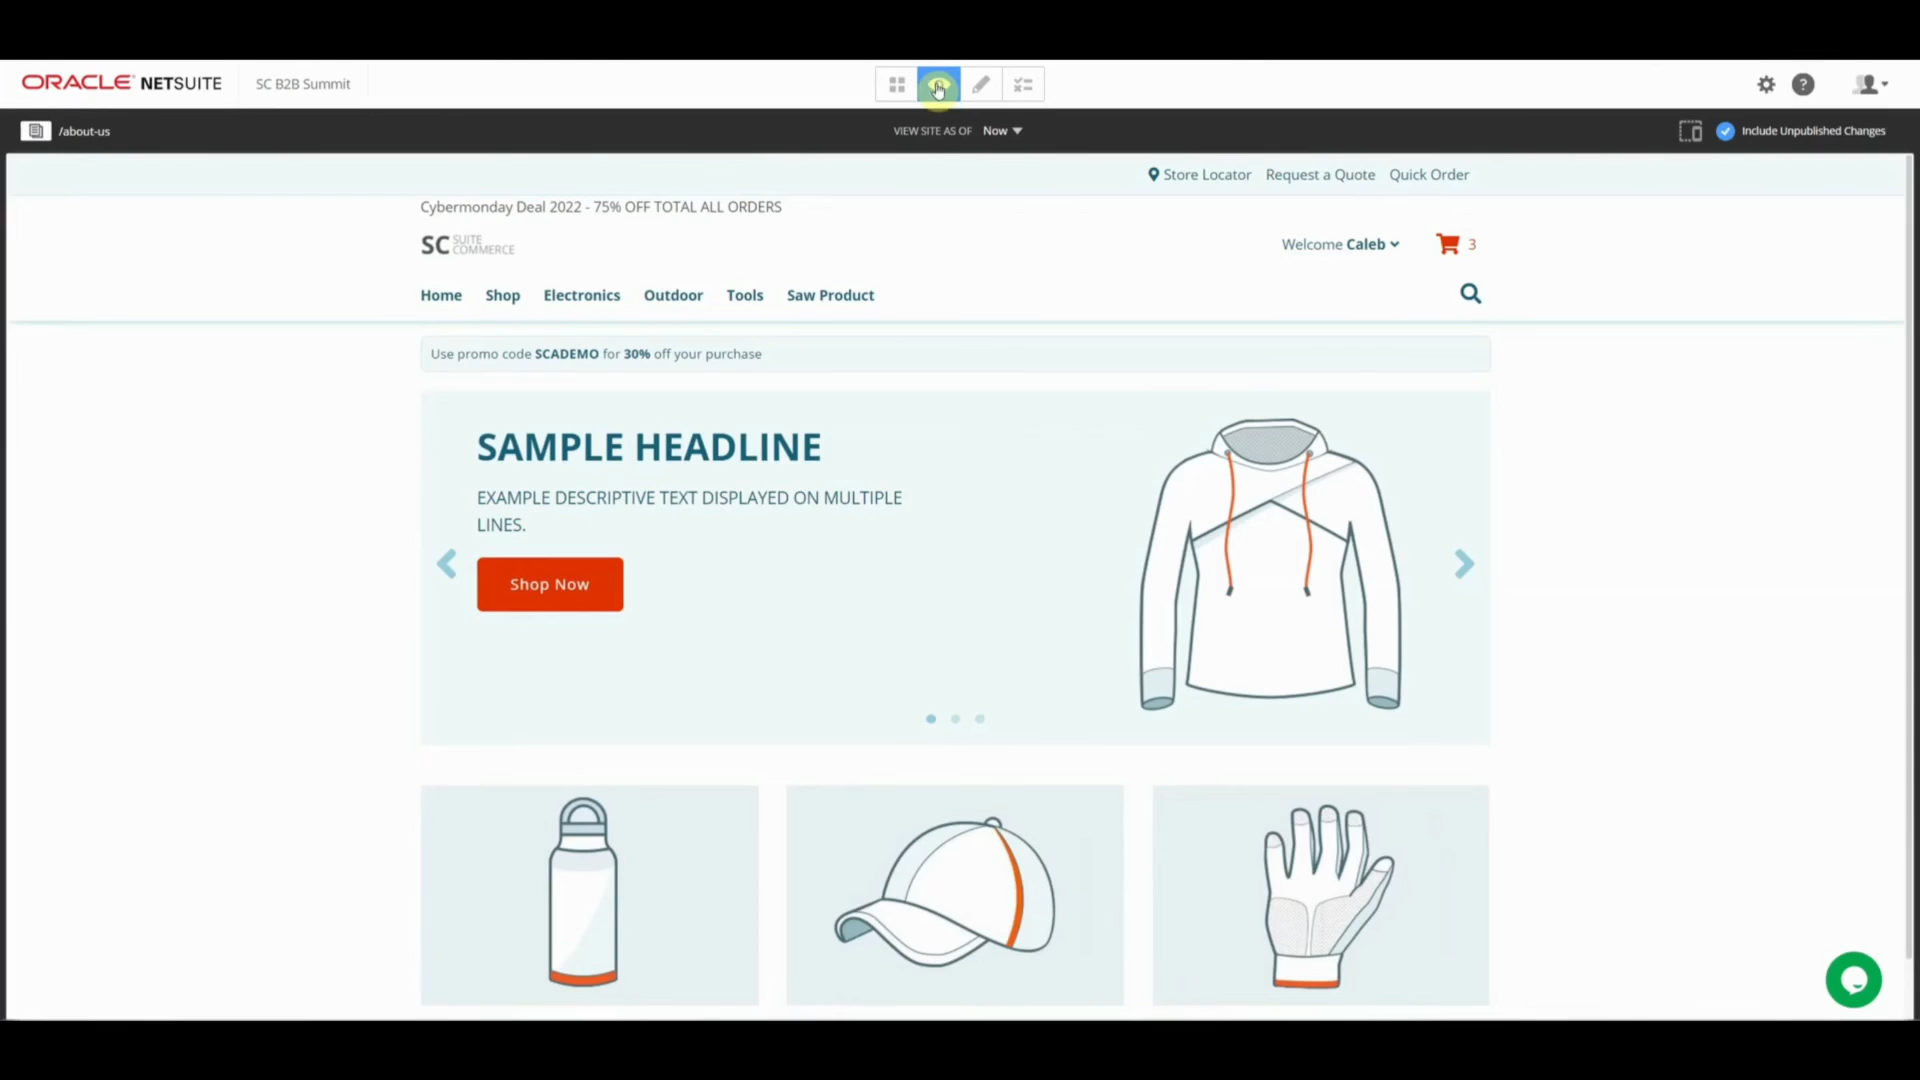 ORACLE NETSUITE
SC B2B Summit
/about-us
VIEW SITE AS OF Now
Include Unpublished Changes
Store Locator Request a Quote Quick Order
Cybermonday Deal 2022 - 75% OFF TOTAL ALL ORDERS
SC SUITE COMMERCE
Welcome Caleb
3
Home Shop Electronics Outdoor Tools Saw Product
Use promo code SCADEMO for 30% off your purchase
SAMPLE HEADLINE
EXAMPLE DESCRIPTIVE TEXT DISPLAYED ON MULTIPLE
LINES.
Shop Now